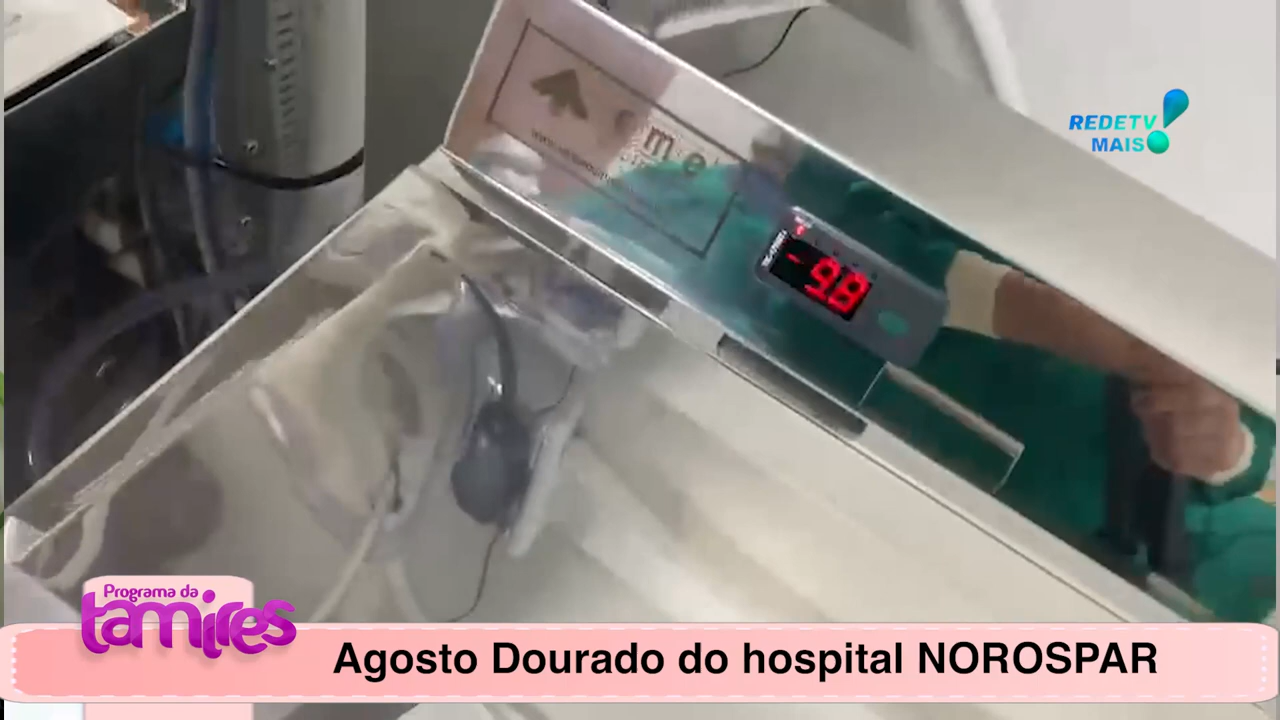 REDETV
MAIS
-98
Programa da
tamires
Agosto Dourado do hospital NOROSPAR